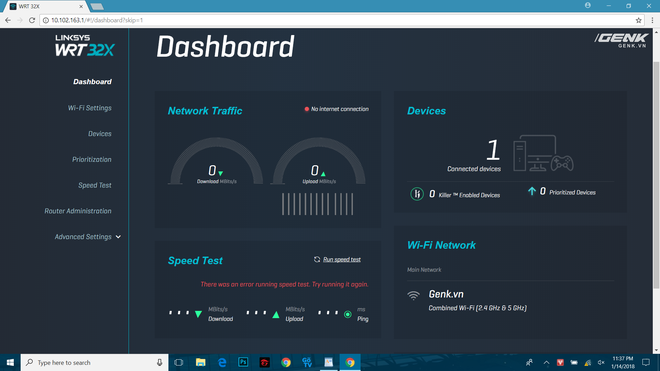 WRT 32X
10.102.163.1/#!/dashboard?skip=1
LINKSYS
WRT 32X
Dashboard
/GENK
GENK.VN
Dashboard
Wi-Fi Settings
Devices
Prioritization
Speed Test
Router Administration
Advanced Settings
Network Traffic
No internet connection
0
Download MBits/s
0
Upload MBits/s
Devices
1
Connected devices
0 Killer ™ Enabled Devices
0 Prioritized Devices
Speed Test
Run speed test
There was an error running speed test. Try running it again.
MBits/s
Download
MBits/s
Upload
ms
Ping
Wi-Fi Network
Main Network
Genk.vn
Combined Wi-Fi (2.4 GHz & 5 GHz)
Type here to search
11:37 PM
1/14/2018